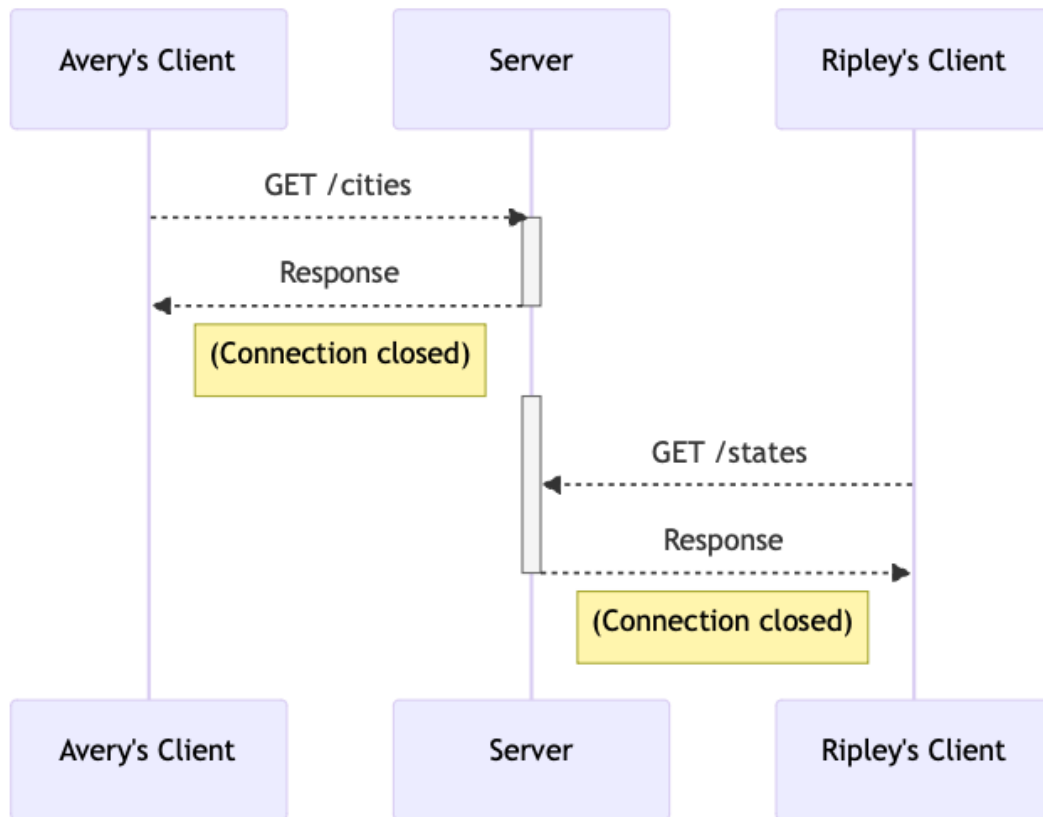 Avery's Client
Server
Ripley's Client
GET /cities
Response
(Connection closed)
GET /states
Response
(Connection closed)
Avery's Client
Server
Ripley's Client